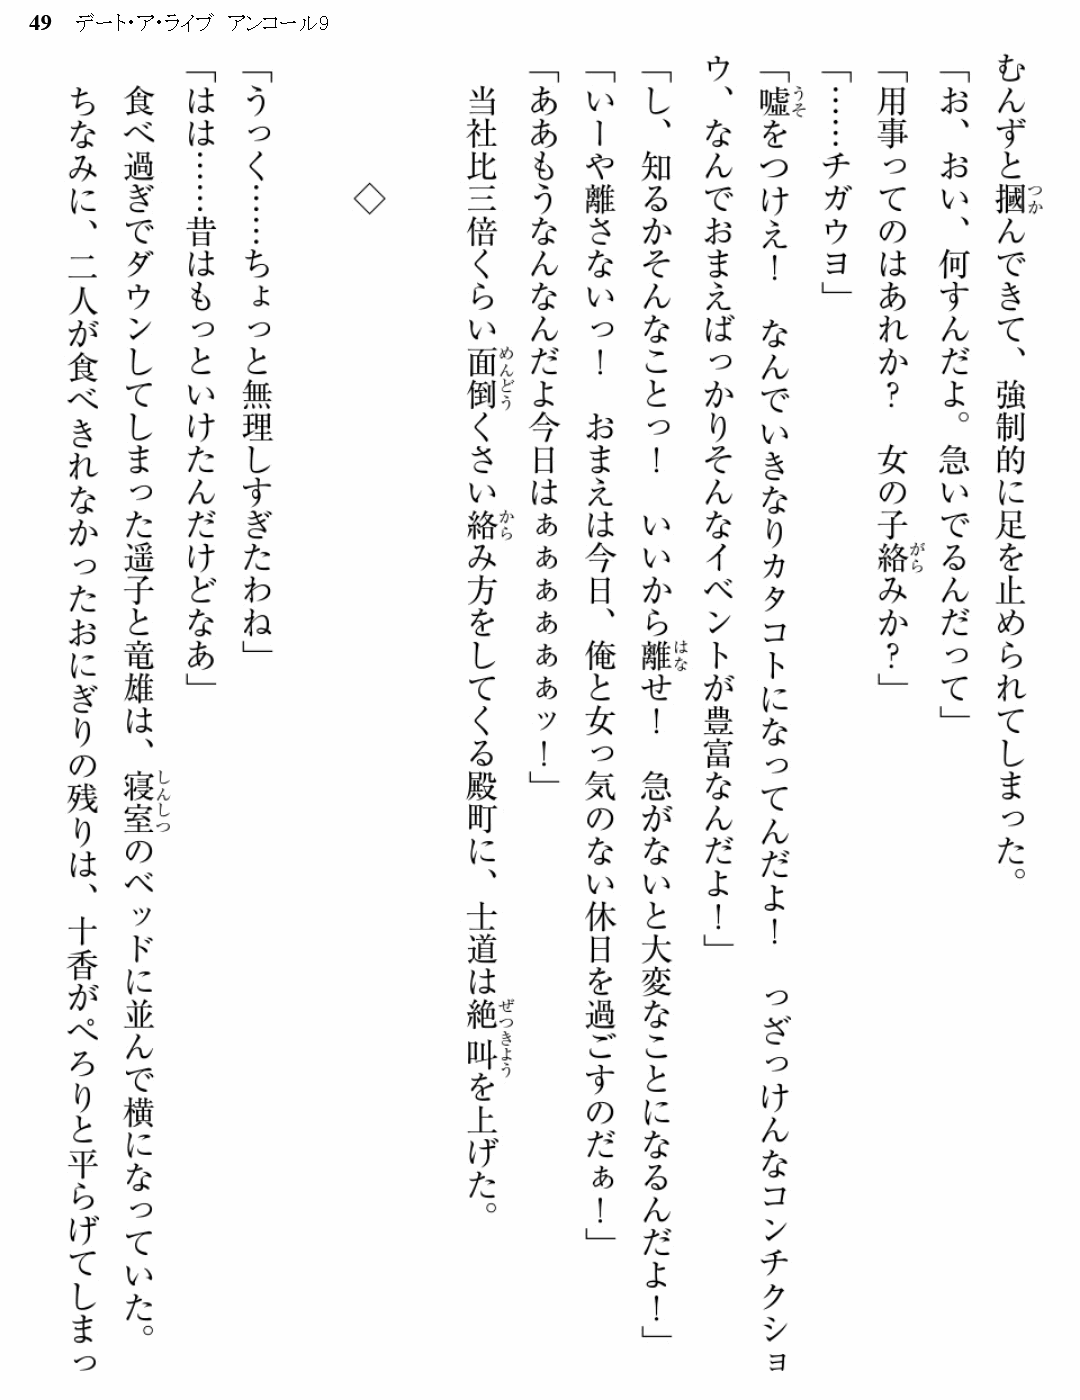 49 デート・ア・ライブ アンコール9
むんずと摑んできて、強制的に足を止められてしまった。
「お、おい、何すんだよ。急いでるんだって」
「用事ってのはあれか？　女の子絡みか？」
「……チガウヨ」
「嘘をつけえ！　なんでいきなりカタコトになってんだよ！　っざっけんなコンチクショ
ウ、なんでおまえばっかりそんなイベントが豊富なんだよ！」
「し、知るかそんなことっ！　いいから離せ！　急がないと大変なことになるんだよ！」
「いーや離さないっ！　おまえは今日、俺と女っ気のない休日を過ごすのだぁ！」
「ああもうなんなんだよ今日はぁぁぁぁぁぁッ！」
当社比三倍くらい面倒くさい絡み方をしてくる殿町に、士道は絶叫を上げた。
◇
「うっく……ちょっと無理しすぎたわね」
「はは……昔はもっといけたんだけどなあ」
食べ過ぎでダウンしてしまった遥子と竜雄は、寝室のベッドに並んで横になっていた。
ちなみに、二人が食べきれなかったおにぎりの残りは、十香がぺろりと平らげてしまっ